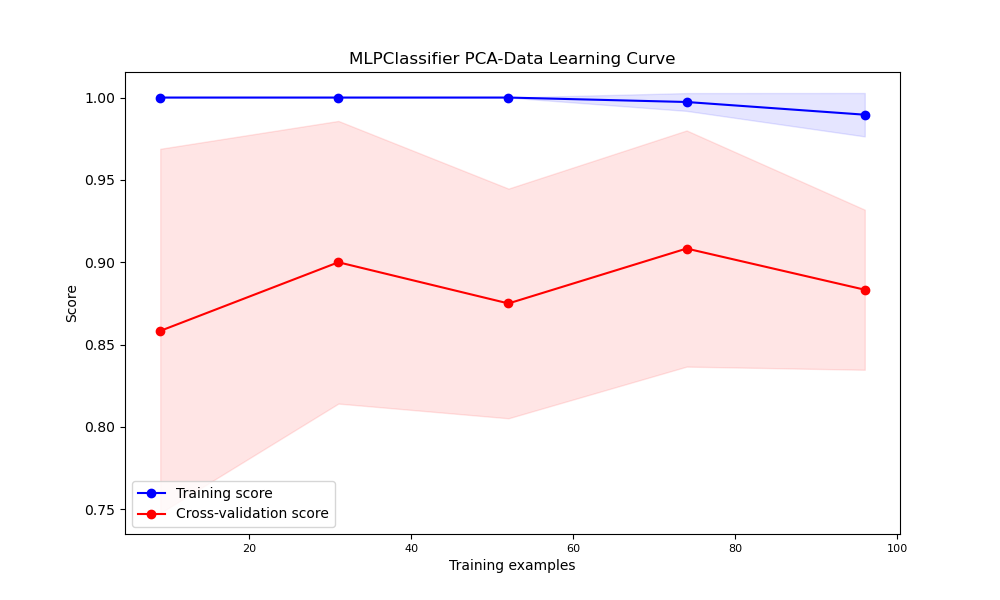 MLPClassifier PCA-Data Learning Curve
1.00
0.95
0.90
0.85
0.80
0.75
Score
Training score
Cross-validation score
20 40 60 80 100
Training examples